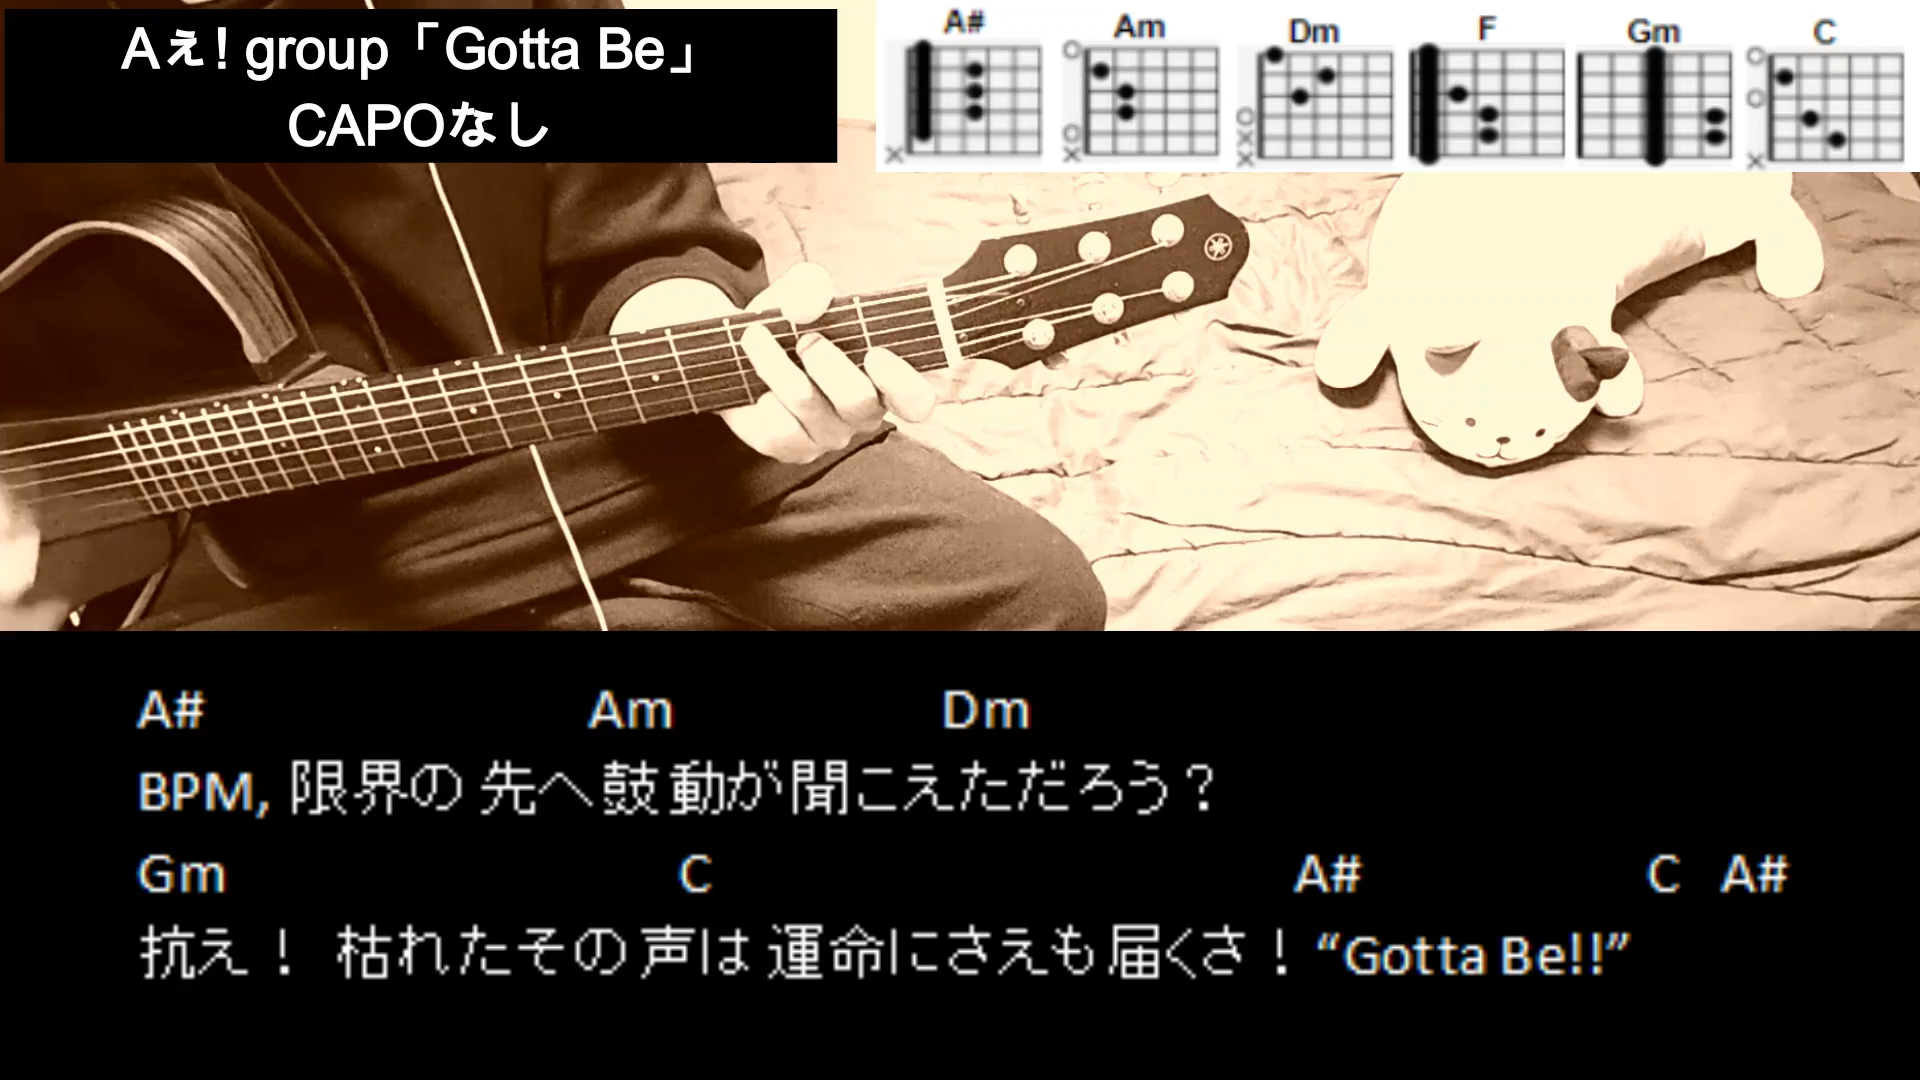 Aぇ! group「Gotta Be」
CAPOなし
A# Am Dm F Gm C
A# Am Dm
BPM, 限界の 先へ鼓動が聞こえただろう？
Gm C A# C A#
抗え！ 枯れたその声は 運命にさえも届くさ！“Gotta Be!!”